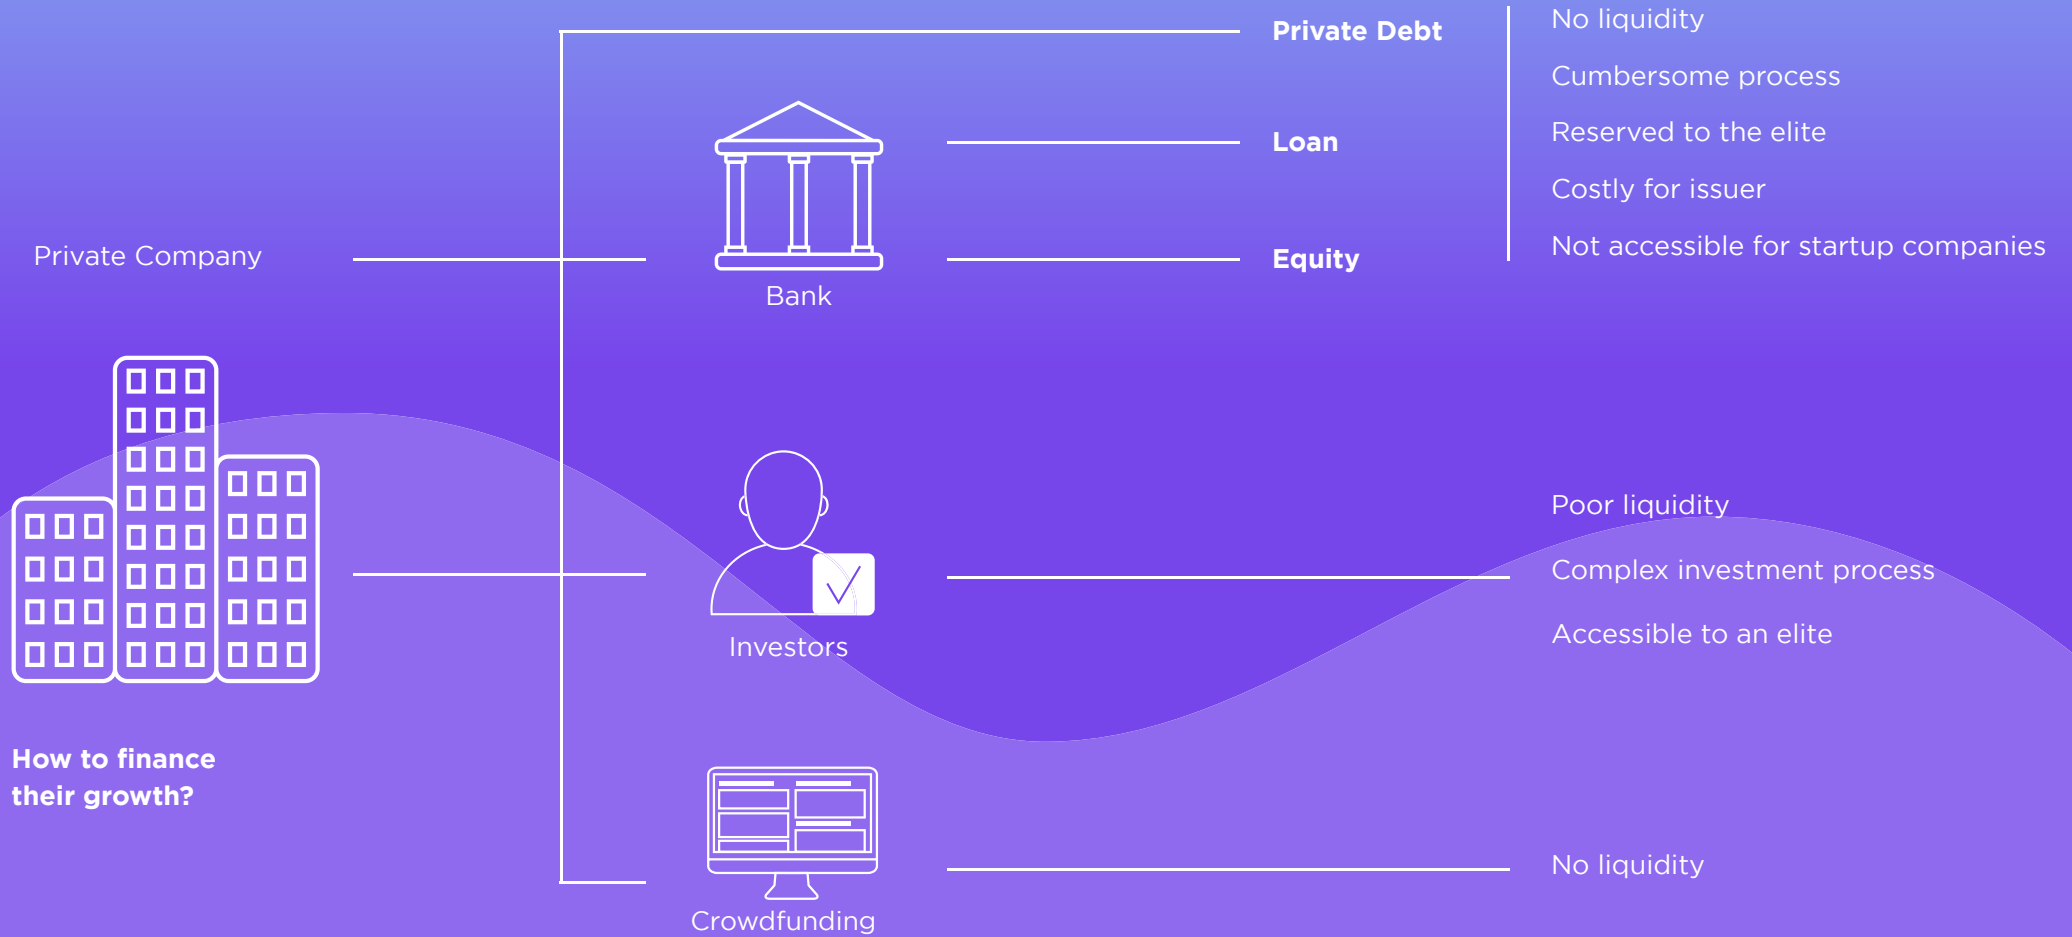 Private Company
How to finance
their growth?
Private Debt
Bank
Loan
Equity
No liquidity
Cumbersome process
Reserved to the elite
Costly for issuer
Not accessible for startup companies
Investors
Poor liquidity
Complex investment process
Accessible to an elite
Crowdfunding
No liquidity